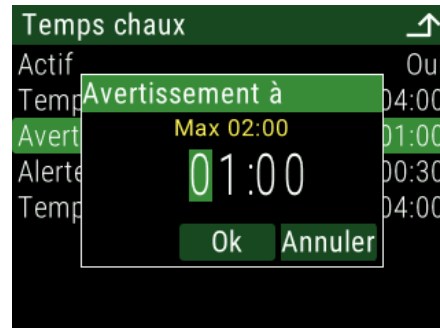 Temps chaux
Actif Ou
Temp 04:00
Avertissement à
Max 02:00
Avert 01:00
01:00
Alerte 00:30
Temp 04:00
Ok Annuler